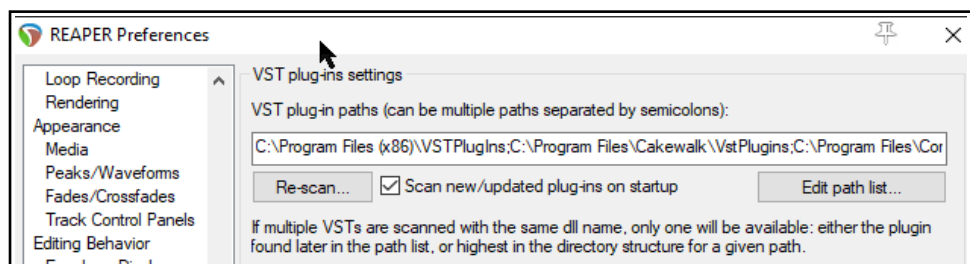 REAPER Preferences
Loop Recording
Rendering
Appearance
Media
Peaks/Waveforms
Fades/Crossfades
Track Control Panels
Editing Behavior
VST plug-ins settings
VST plug-in paths (can be multiple paths separated by semicolons):
C:\Program Files (x86)\VSTPlugIns;C:\Program Files\Cakewalk\VstPlugins;C:\Program Files\Cor
Re-scan... Scan new/updated plug-ins on startup Edit path list...
If multiple VSTs are scanned with the same dll name, only one will be available: either the plugin
found later in the path list, or highest in the directory structure for a given path.